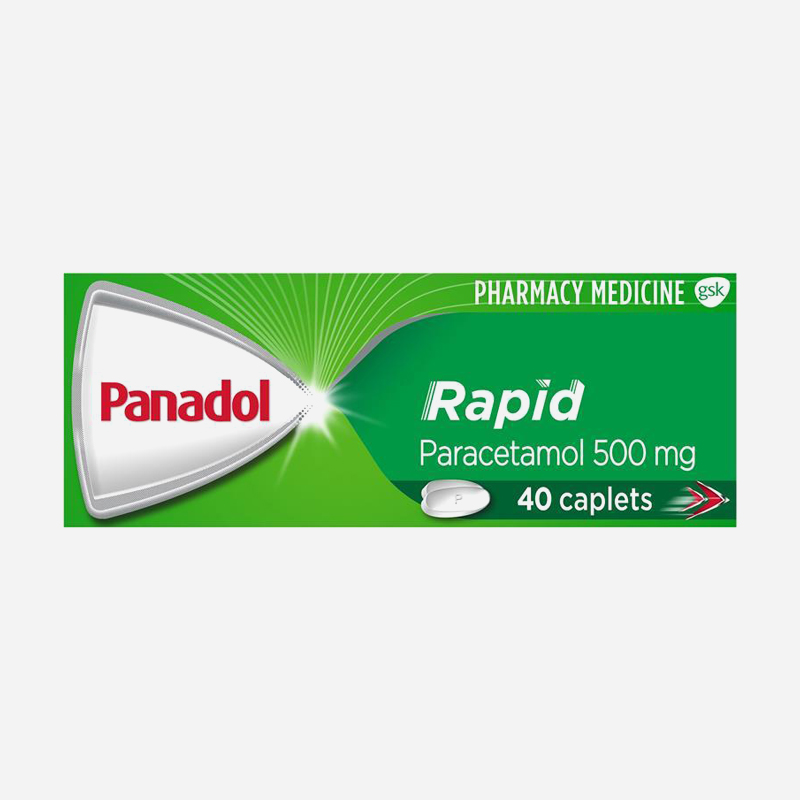 PHARMACY MEDICINE gsk
Panadol
Rapid
Paracetamol 500 mg
P
40 caplets